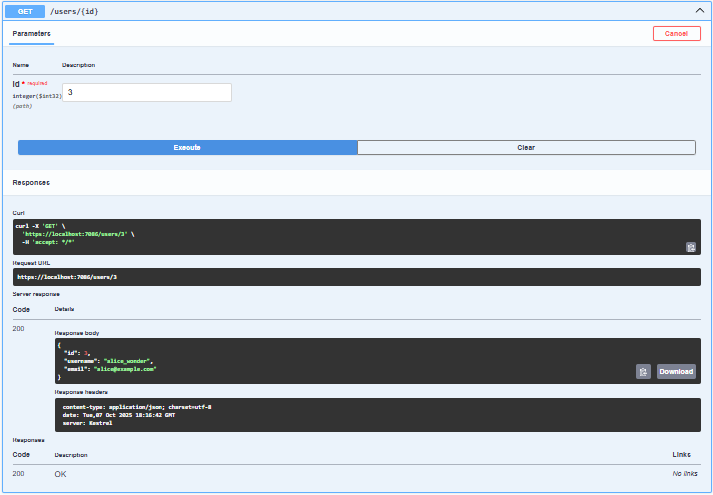 GET /users/{id}
Parameters Cancel
Name Description
id * required 3
integer($int32)
(path)
Execute Clear
Responses
Curl
curl -X 'GET' \
'https://localhost:7086/users/3' \
-H 'accept: */*'
Request URL
https://localhost:7086/users/3
Server response
Code Details
200
Response body
{
"id": 3,
"username": "alice_wonder",
"email": "alice@example.com"
}
Download
Response headers
content-type: application/json; charset=utf-8
date: Tue,07 Oct 2025 18:16:42 GMT
server: Kestrel
Responses
Code Description Links
200 OK No links